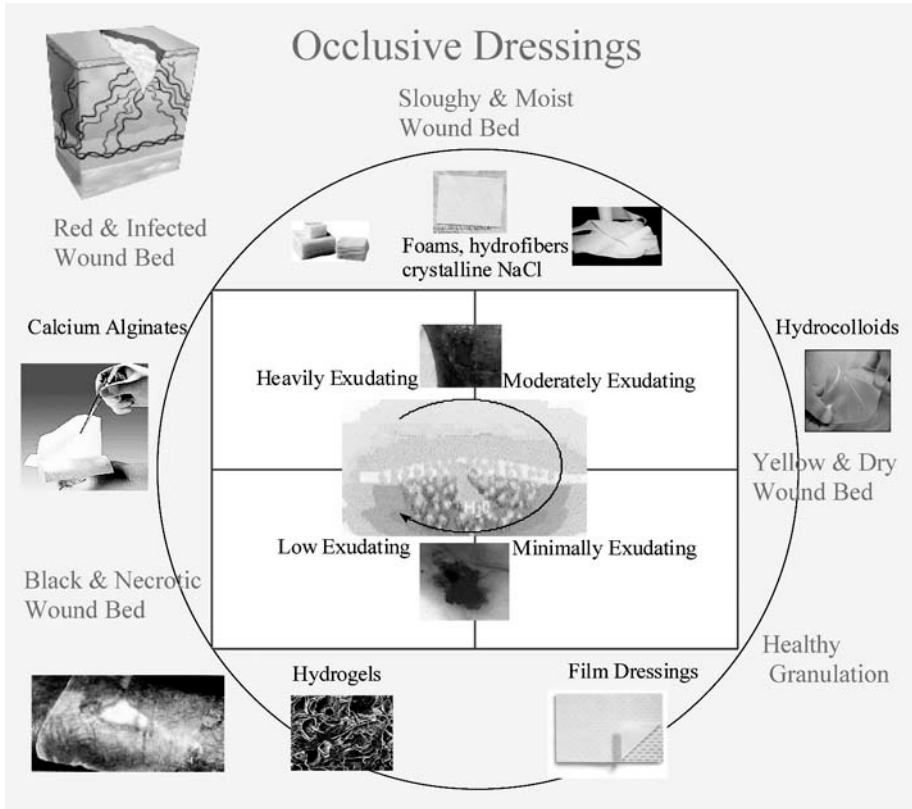 Occlusive Dressings
Sloughy & Moist
Wound Bed
Red & Infected
Wound Bed
Foams, hydrofibers
crystalline NaCl
Calcium Alginates
Hydrocolloids
Heavily Exudating
Moderately Exudating
Yellow & Dry
Wound Bed
Low Exudating
Minimally Exudating
Black & Necrotic
Wound Bed
Healthy
Granulation
Hydrogels
Film Dressings